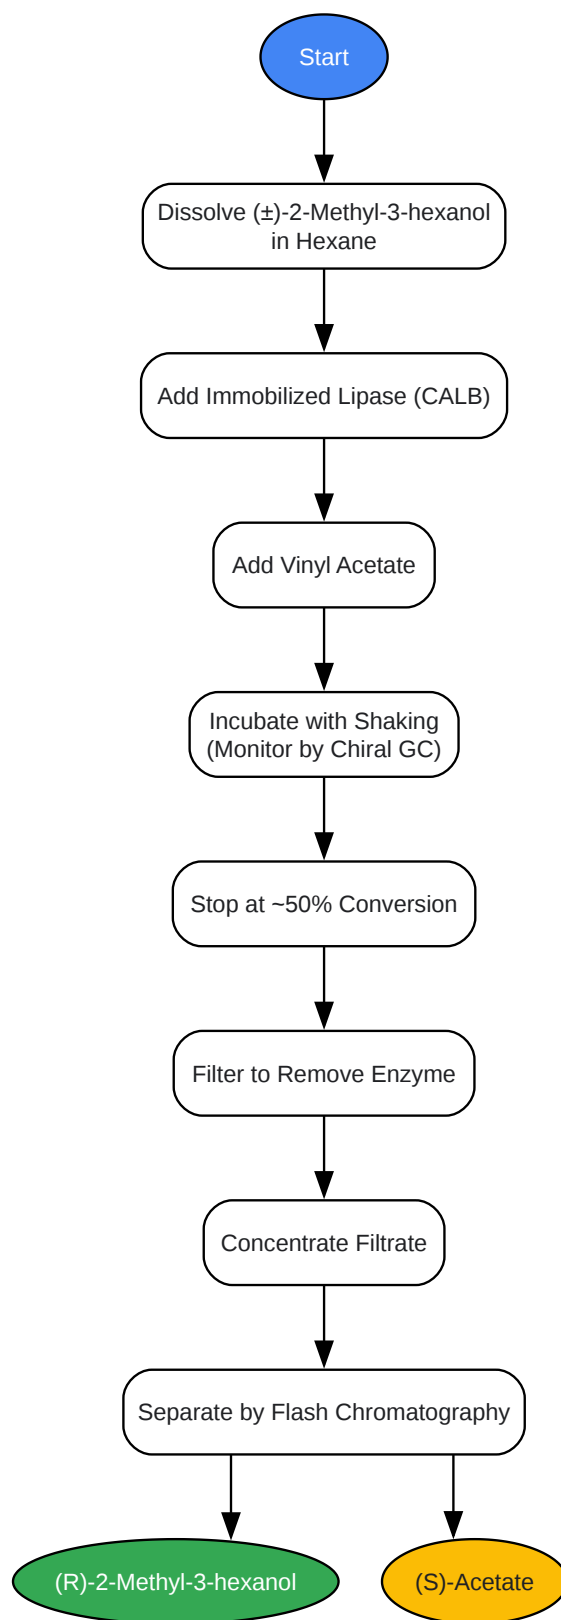 Start
Dissolve (±)-2-Methyl-3-hexanol
in Hexane
Add Immobilized Lipase (CALB)
Add Vinyl Acetate
Incubate with Shaking
(Monitor by Chiral GC)
Stop at ~50% Conversion
Filter to Remove Enzyme
Concentrate Filtrate
Separate by Flash Chromatography
(R)-2-Methyl-3-hexanol
(S)-Acetate